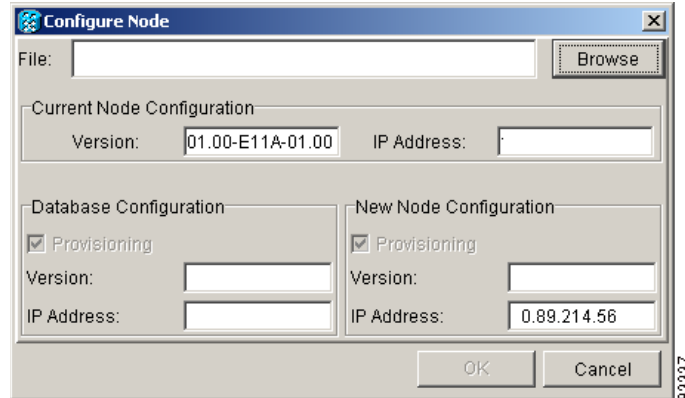 Configure Node
File:
Browse
Current Node Configuration
Version: 01.00-E11A-01.00 IP Address:
Database Configuration
Provisioning
Version:
IP Address:
New Node Configuration
Provisioning
Version:
IP Address: 0.89.214.56
OK Cancel